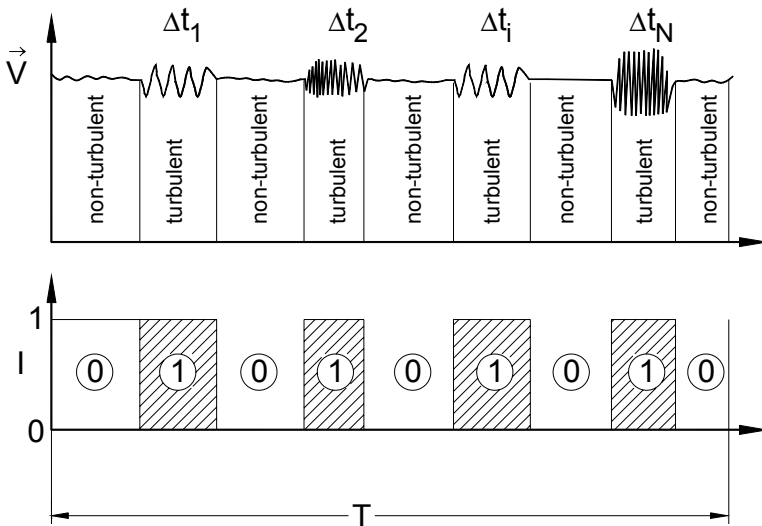 Δt₁ Δt₂ Δtᵢ Δt_N
V⃗
non-turbulent turbulent non-turbulent turbulent non-turbulent turbulent non-turbulent turbulent non-turbulent
1
I 0 1 0 1 0 1 0 1 0
0
T